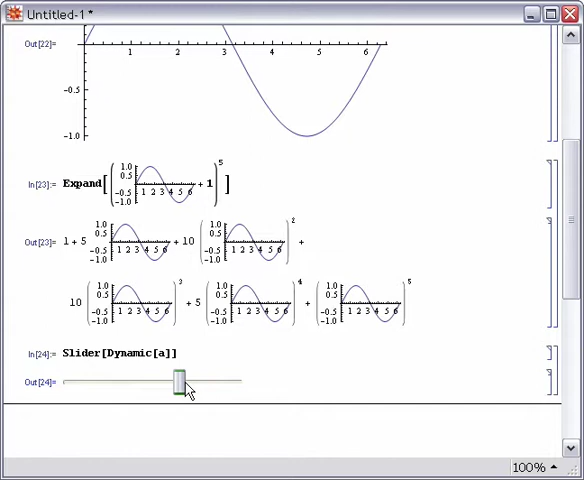 Untitled-1 *
Out[22]=
1 2 3 4 5 6
-0.5
-1.0
In[23]:= Expand[(1.0 0.5 -0.5 -1.0 1 2 3 4 5 6 + 1)^5]
Out[23]= 1 + 5 1.0 0.5 -0.5 -1.0 1 2 3 4 5 6 + 10 (1.0 0.5 -0.5 -1.0 1 2 3 4 5 6)^2 +
10 (1.0 0.5 -0.5 -1.0 1 2 3 4 5 6)^3 + 5 (1.0 0.5 -0.5 -1.0 1 2 3 4 5 6)^4 + (1.0 0.5 -0.5 -1.0 1 2 3 4 5 6)^5
In[24]:= Slider[Dynamic[a]]
Out[24]=
100%